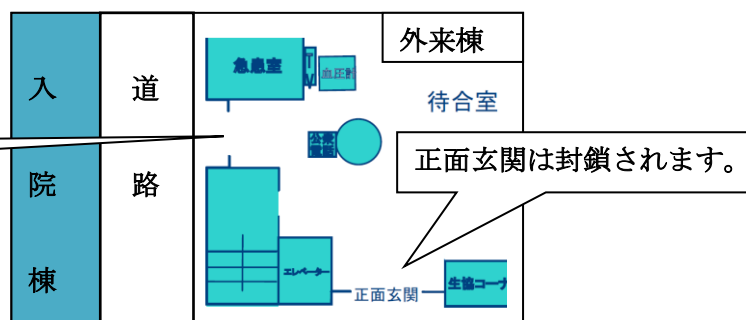 外来棟
急患室
TV
血圧計
入院棟
道路
待合室
公衆
電話
正面玄関は封鎖されます。
エレベーター
正面玄関
生協コーナ